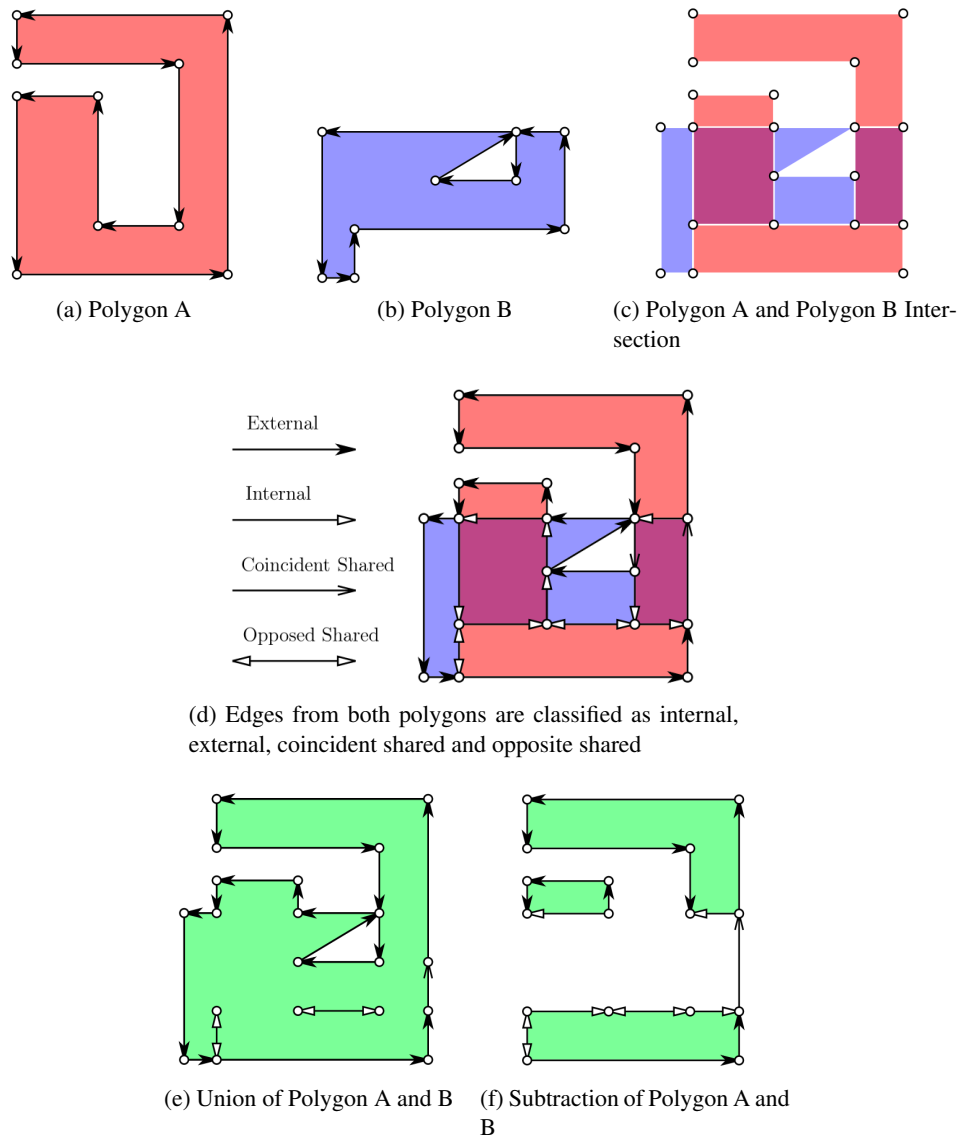 (a) Polygon A
(b) Polygon B
(c) Polygon A and Polygon B Inter-
section
External
Internal
Coincident Shared
Opposed Shared
(d) Edges from both polygons are classified as internal,
external, coincident shared and opposite shared
(e) Union of Polygon A and B
(f) Subtraction of Polygon A and
B